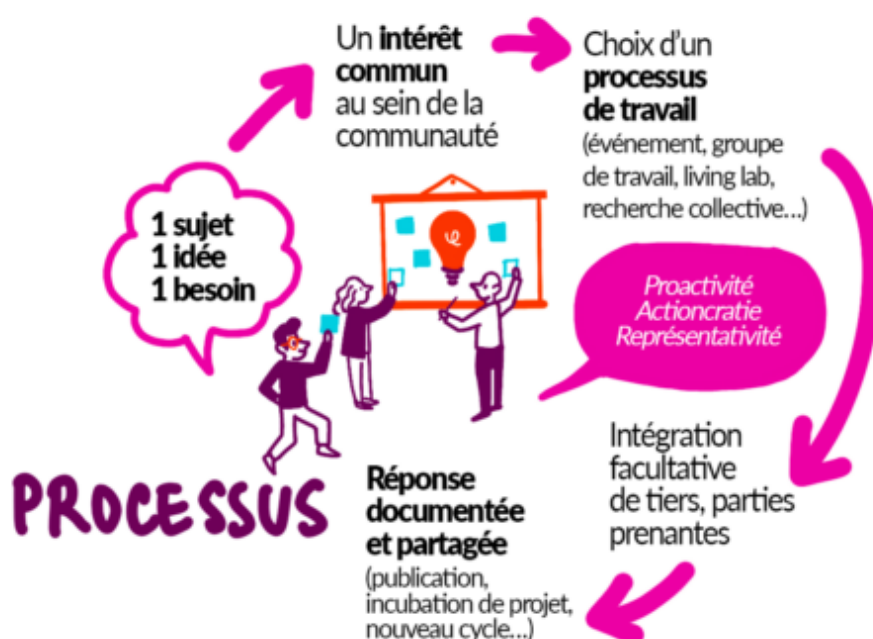 1 sujet
1 idée
1 besoin
Un intérêt
commun
au sein de la
communauté
Choix d'un
processus
de travail
(événement, groupe
de travail, living lab,
recherche collective...)
Proactivité
Actioncratie
Représentativité
Intégration
facultative
de tiers, parties
prenantes
Réponse
documentée
et partagée
(publication,
incubation de projet,
nouveau cycle...)
PROCESSUS